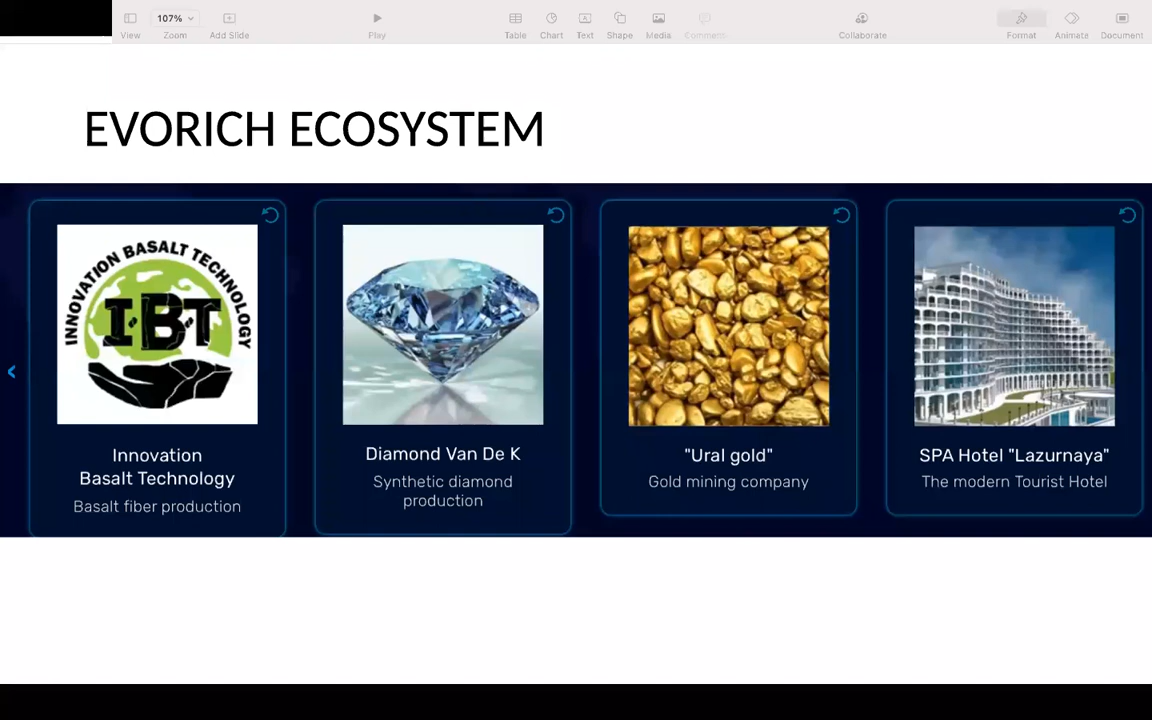 107%
View
Zoom
Add Slide
Play
Table
Chart
Text
Shape
Media
Comment
Collaborate
Format
Animate
Document
EVORICH ECOSYSTEM
INNOVATION BASALT TECHNOLOGY
I·B·T
Innovation
Basalt Technology
Basalt fiber production
Diamond Van De K
Synthetic diamond
production
"Ural gold"
Gold mining company
SPA Hotel "Lazurnaya"
The modern Tourist Hotel